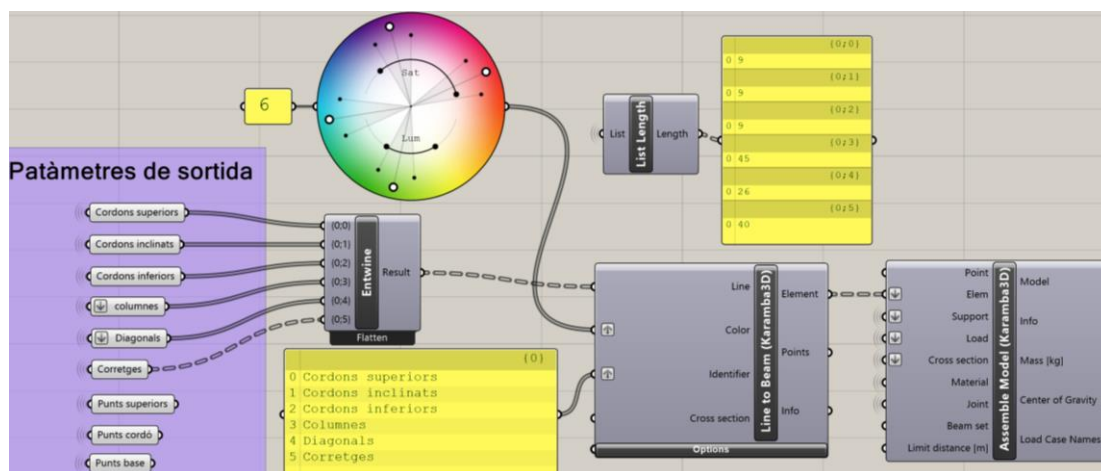 6
Sat
Lum
List
List Length
Length
{0;0}
0 9
{0;1}
0 9
{0;2}
0 9
{0;3}
0 45
{0;4}
0 26
{0;5}
0 40
Patàmetres de sortida
Cordons superiors
Cordons inclinats
Cordons inferiors
columnes
Diagonals
Corretges
Punts superiors
Punts cordó
Punts base
{0;0}
{0;1}
{0;2}
{0;3}
{0;4}
{0;5}
Entwine
Result
Flatten
{0}
0 Cordons superiors
1 Cordons inclinats
2 Cordons inferiors
3 Columnes
4 Diagonals
5 Corretges
Line
Color
Identifier
Cross section
Line to Beam (Karamba3D)
Element
Points
Info
Options
Point
Elem
Support
Load
Cross section
Material
Joint
Beam set
Limit distance [m]
Assemble Model (Karamba3D)
Model
Info
Mass [kg]
Center of Gravity
Load Case Names